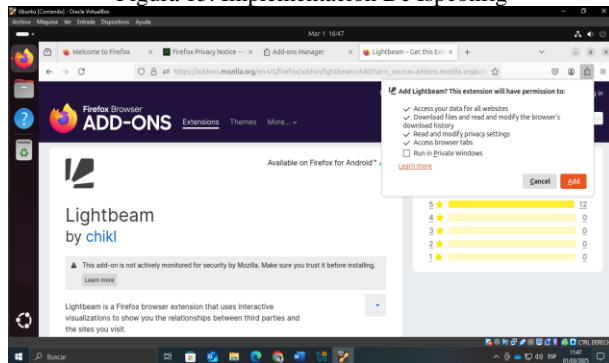 Figura 15. Implementación De Spoofing
Ubuntu [Corriendo] - Oracle VirtualBox
Archivo Máquina Ver Entrada Dispositivos Ayuda
Mar 1 16:47
Welcome to Firefox
Firefox Privacy Notice —
Add-ons Manager
Lightbeam – Get this Ext
https://addons.mozilla.org/en-US/firefox/addon/lightbeam-chikl/?utm_source=addons.mozilla.org&ut
Firefox Browser
ADD-ONS
Extensions Themes More...
Add Lightbeam? This extension will have permission to:
Access your data for all websites
Download files and read and modify the browser's
download history
Read and modify privacy settings
Access browser tabs
Run in Private Windows
Learn more
Cancel Add
Available on Firefox for Android™
Lightbeam
by chikl
This add-on is not actively monitored for security by Mozilla. Make sure you trust it before installing.
Learn more
Lightbeam is a Firefox browser extension that uses interactive
visualizations to show you the relationships between third parties and
the sites you visit.
5 12
4 0
3 0
2 0
1 0
CTRL DERECH
Buscar
ESP
11:47
01/03/2025